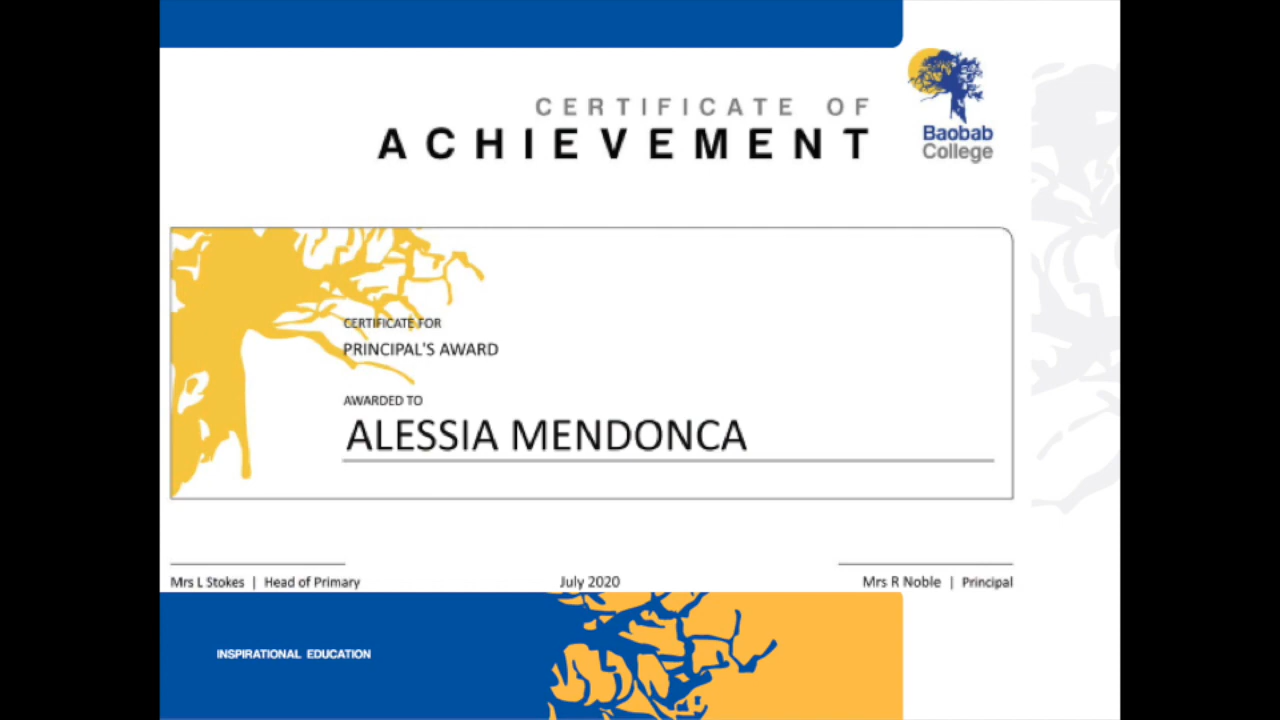 CERTIFICATE OF
ACHIEVEMENT
Baobab
College
CERTIFICATE FOR
PRINCIPAL'S AWARD
AWARDED TO
ALESSIA MENDONCA
Mrs L Stokes | Head of Primary
July 2020
Mrs R Noble | Principal
INSPIRATIONAL EDUCATION